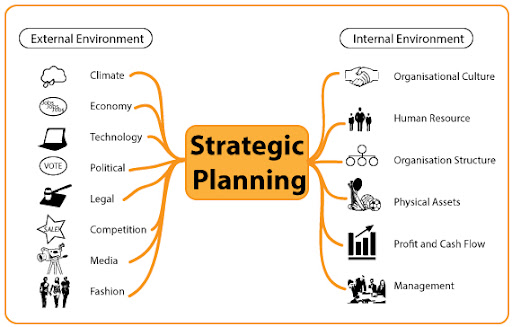 External Environment
Internal Environment
Climate
Economy
Technology
Political
VOTE
Legal
Competition
SALE!
Media
Fashion
Strategic
Planning
Organisational Culture
Human Resource
Organisation Structure
Physical Assets
Profit and Cash Flow
Management